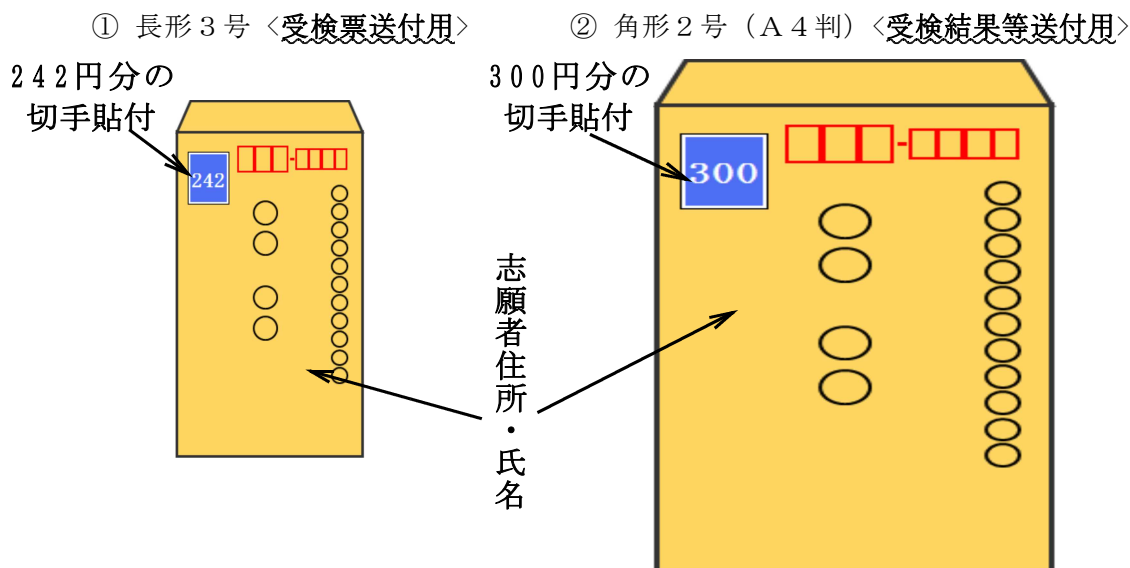 ① 長形３号 <受検票送付用>
② 角形２号（Ａ４判）<受検結果等送付用>
２４２円分の
切手貼付
３００円分の
切手貼付
242
300
志願者住所・氏名